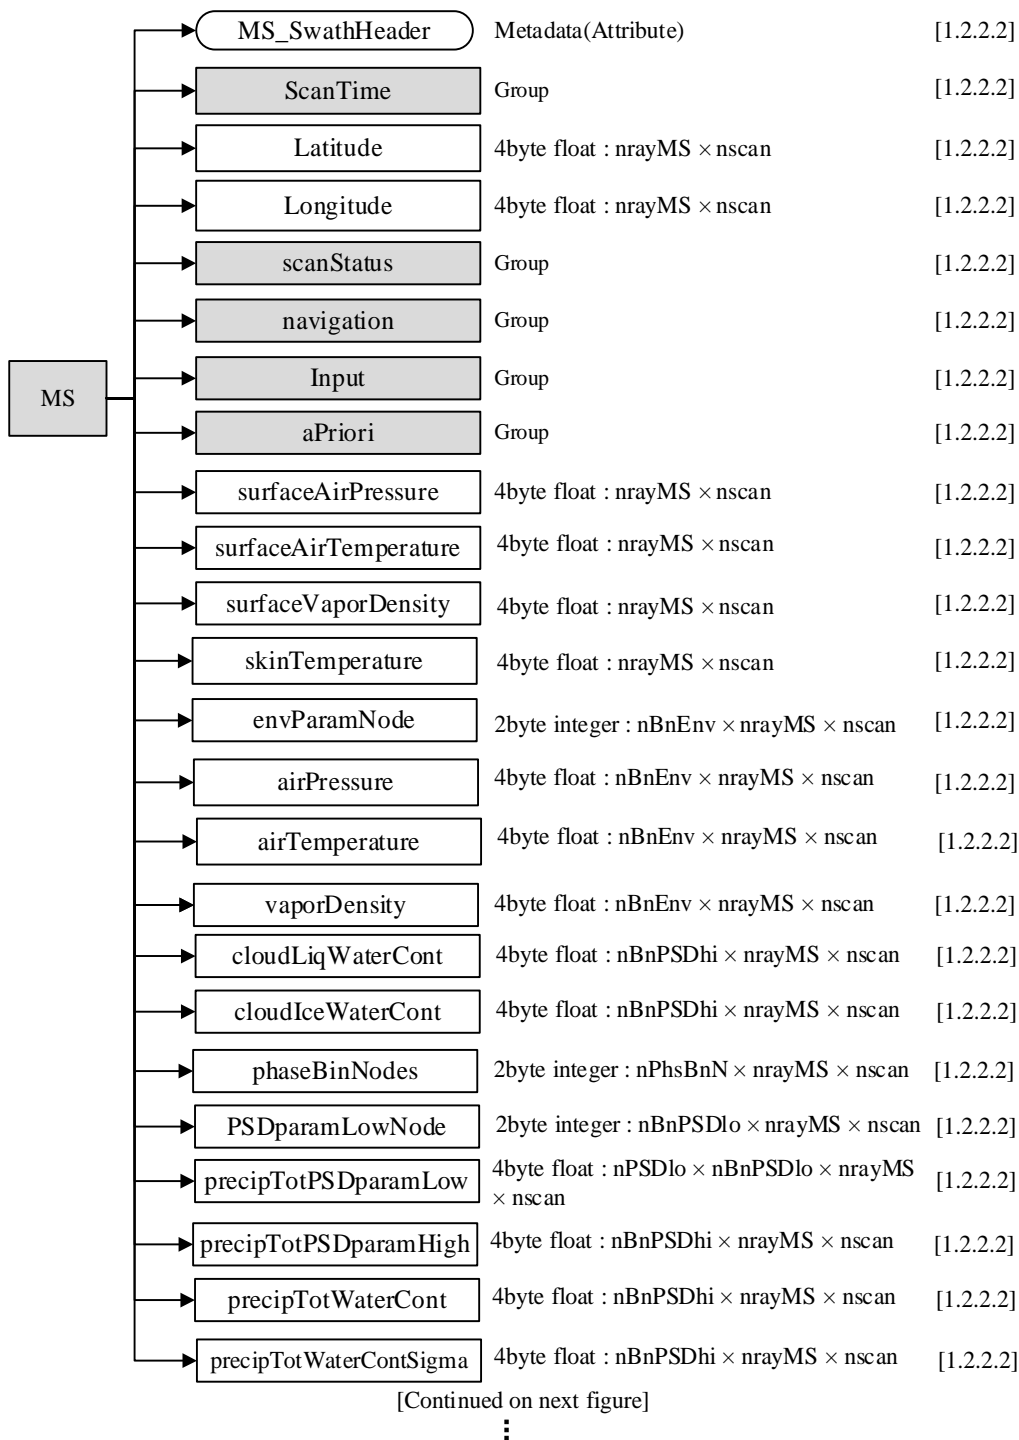 MS_SwathHeader Metadata(Attribute) [1.2.2.2]
ScanTime Group [1.2.2.2]
Latitude 4byte float : nrayMS × nscan [1.2.2.2]
Longitude 4byte float : nrayMS × nscan [1.2.2.2]
scanStatus Group [1.2.2.2]
navigation Group [1.2.2.2]
Input Group [1.2.2.2]
MS
aPriori Group [1.2.2.2]
surfaceAirPressure 4byte float : nrayMS × nscan [1.2.2.2]
surfaceAirTemperature 4byte float : nrayMS × nscan [1.2.2.2]
surfaceVaporDensity 4byte float : nrayMS × nscan [1.2.2.2]
skinTemperature 4byte float : nrayMS × nscan [1.2.2.2]
envParamNode 2byte integer : nBnEnv × nrayMS × nscan [1.2.2.2]
airPressure 4byte float : nBnEnv × nrayMS × nscan [1.2.2.2]
airTemperature 4byte float : nBnEnv × nrayMS × nscan [1.2.2.2]
vaporDensity 4byte float : nBnEnv × nrayMS × nscan [1.2.2.2]
cloudLiqWaterCont 4byte float : nBnPSDhi × nrayMS × nscan [1.2.2.2]
cloudIceWaterCont 4byte float : nBnPSDhi × nrayMS × nscan [1.2.2.2]
phaseBinNodes 2byte integer : nPhsBnN × nrayMS × nscan [1.2.2.2]
PSDparamLowNode 2byte integer : nBnPSDlo × nrayMS × nscan [1.2.2.2]
precipTotPSDparamLow 4byte float : nPSDlo × nBnPSDlo × nrayMS [1.2.2.2]
× nscan
precipTotPSDparamHigh 4byte float : nBnPSDhi × nrayMS × nscan [1.2.2.2]
precipTotWaterCont 4byte float : nBnPSDhi × nrayMS × nscan [1.2.2.2]
precipTotWaterContSigma 4byte float : nBnPSDhi × nrayMS × nscan [1.2.2.2]
[Continued on next figure]